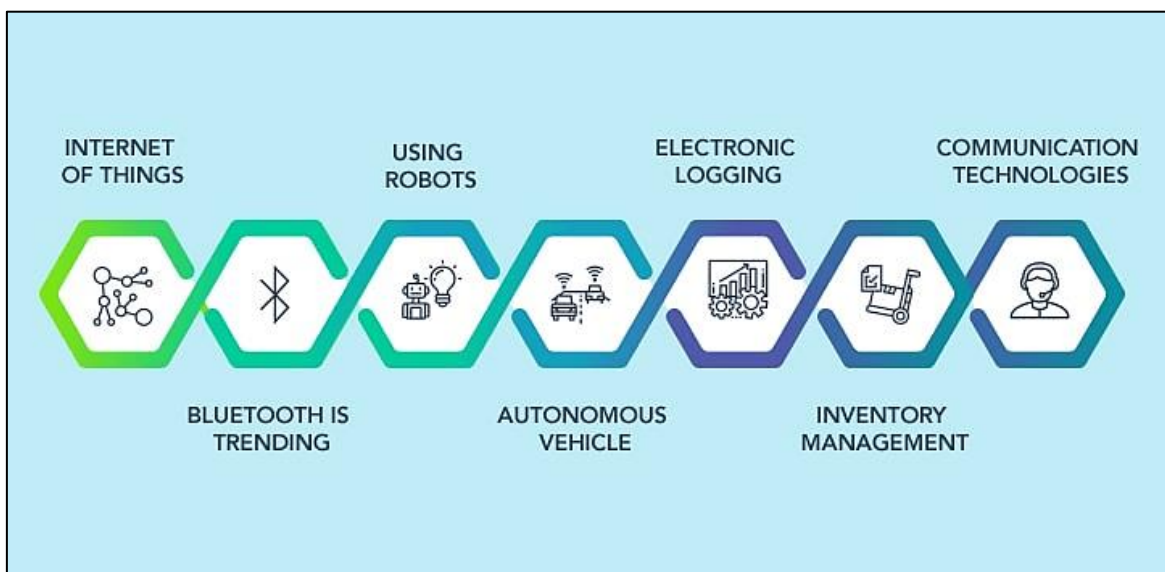 INTERNET
OF THINGS
BLUETOOTH IS
TRENDING
USING
ROBOTS
AUTONOMOUS
VEHICLE
ELECTRONIC
LOGGING
INVENTORY
MANAGEMENT
COMMUNICATION
TECHNOLOGIES